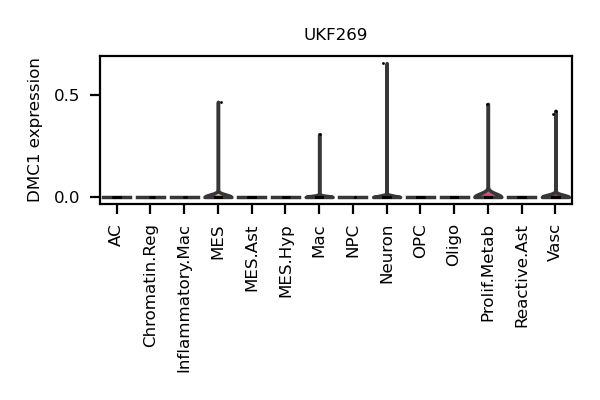 UKF269
DMC1 expression
0.5
0.0
AC
Chromatin.Reg
Inflammatory.Mac
MES
MES.Ast
MES.Hyp
Mac
NPC
Neuron
OPC
Oligo
Prolif.Metab
Reactive.Ast
Vasc